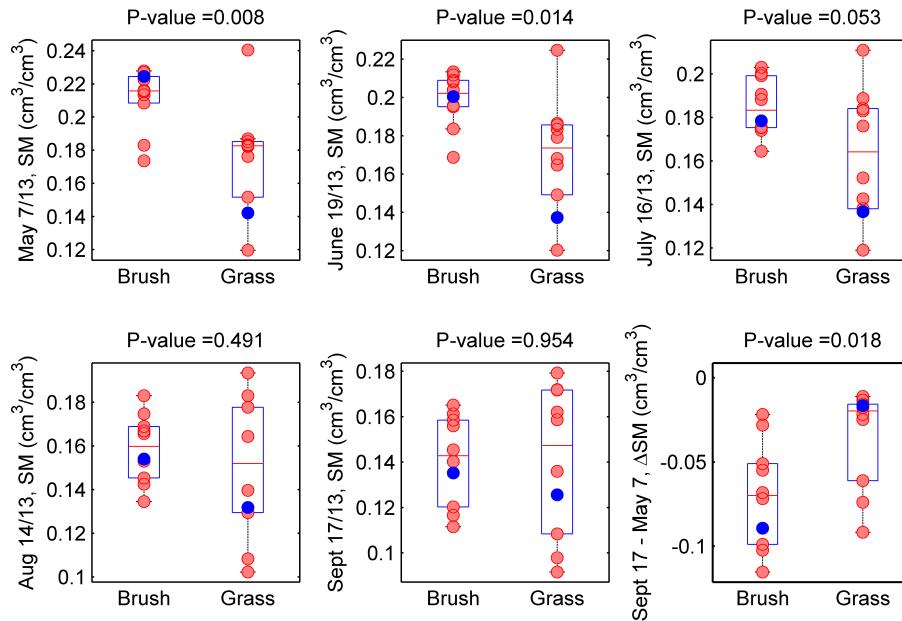 P-value =0.008
May 7/13, SM (cm³/cm³)
0.24
0.22
0.2
0.18
0.16
0.14
0.12
Brush Grass
P-value =0.014
June 19/13, SM (cm³/cm³)
0.22
0.2
0.18
0.16
0.14
0.12
Brush Grass
P-value =0.053
July 16/13, SM (cm³/cm³)
0.2
0.18
0.16
0.14
0.12
Brush Grass
P-value =0.491
Aug 14/13, SM (cm³/cm³)
0.18
0.16
0.14
0.12
0.1
Brush Grass
P-value =0.954
Sept 17/13, SM (cm³/cm³)
0.18
0.16
0.14
0.12
0.1
Brush Grass
P-value =0.018
Sept 17 - May 7, ΔSM (cm³/cm³)
0
-0.05
-0.1
Brush Grass